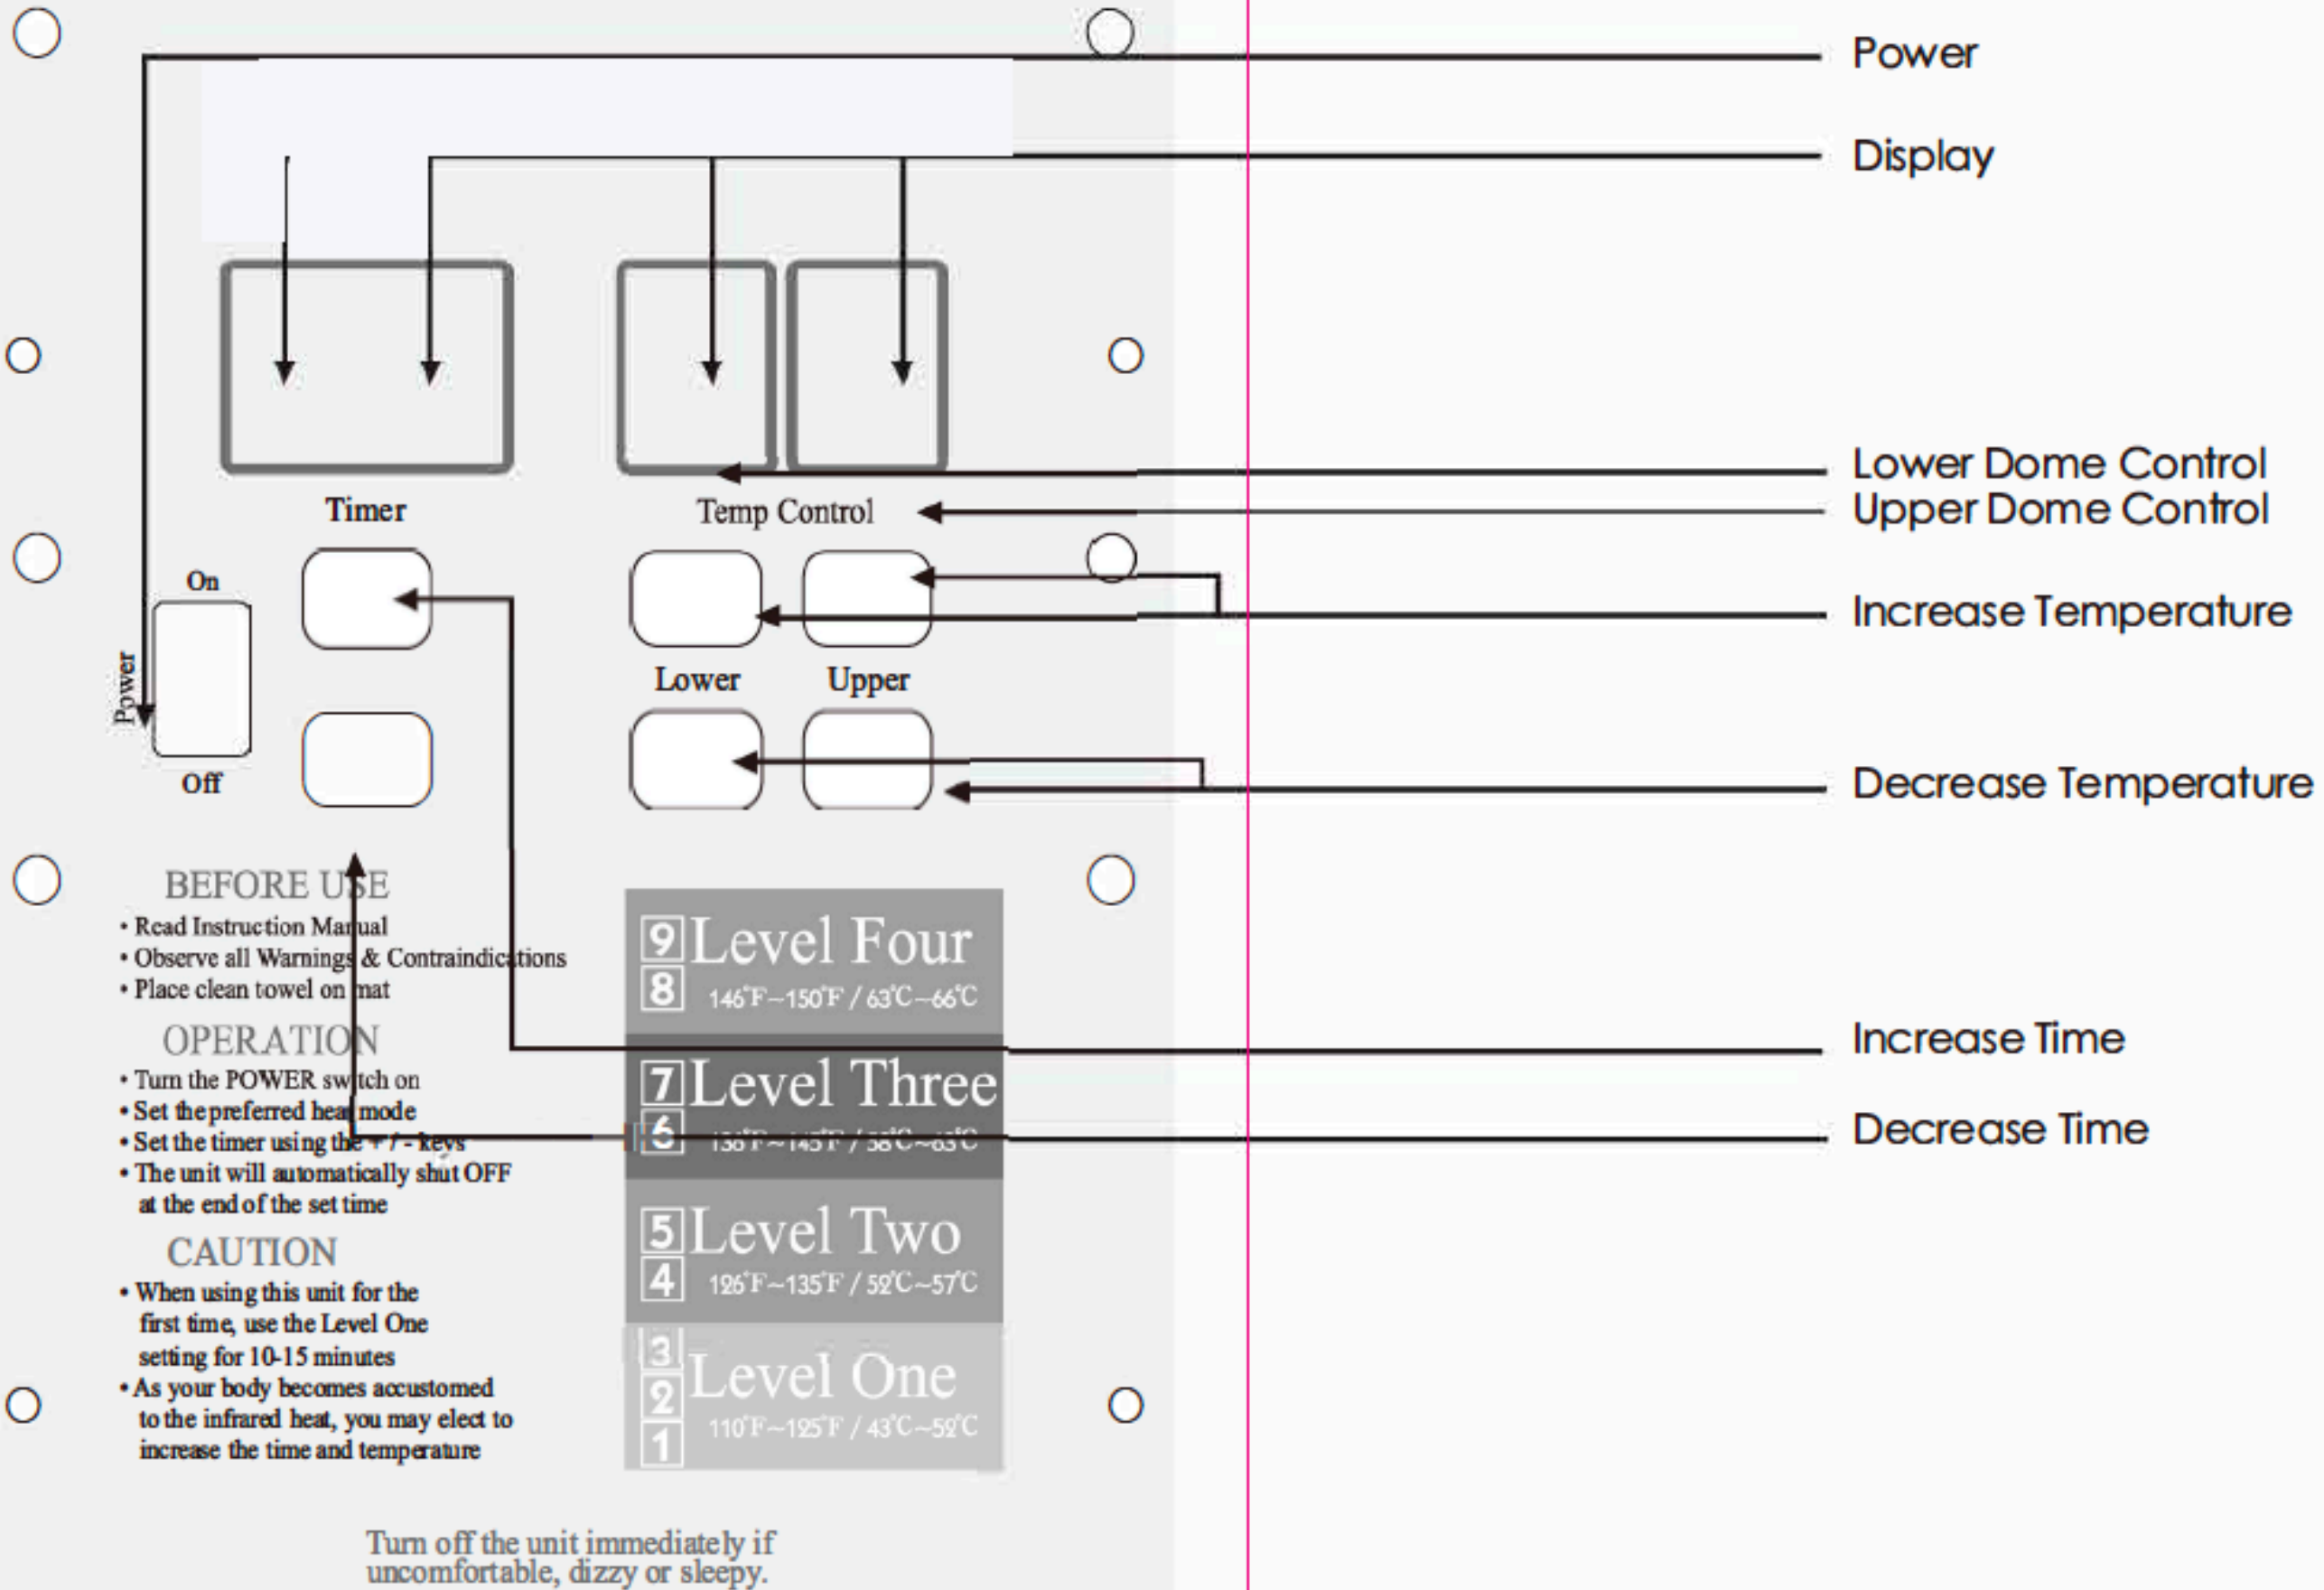 Power
Display
Lower Dome Control
Upper Dome Control
Timer
Temp Control
Increase Temperature
On
Power
Off
Lower
Upper
Decrease Temperature
BEFORE USE
• Read Instruction Manual
• Observe all Warnings & Contraindications
• Place clean towel on mat
OPERATION
• Turn the POWER switch on
• Set the preferred heat mode
• Set the timer using the + / - keys
• The unit will automatically shut OFF
at the end of the set time
CAUTION
• When using this unit for the
first time, use the Level One
setting for 10-15 minutes
• As your body becomes accustomed
to the infrared heat, you may elect to
increase the time and temperature
9 Level Four
8 146°F~150°F / 63°C~66°C
7 Level Three
6 136°F~145°F / 58°C~63°C
5 Level Two
4 126°F~135°F / 52°C~57°C
3
2 Level One
1 110°F~125°F / 43°C~52°C
Increase Time
Decrease Time
Turn off the unit immediately if
uncomfortable, dizzy or sleepy.